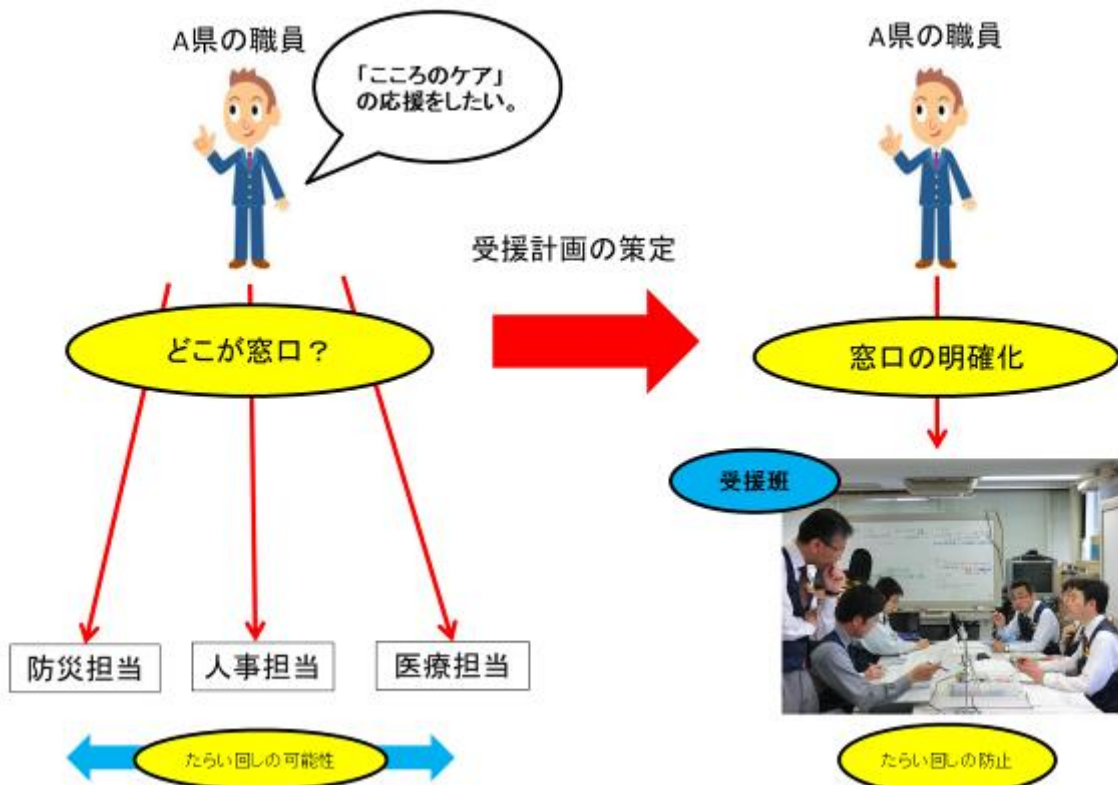 A県の職員
「こころのケア」
の応援をしたい。
どこが窓口？
防災担当
人事担当
医療担当
たらい回しの可能性
受援計画の策定
A県の職員
窓口の明確化
受援班
たらい回しの防止